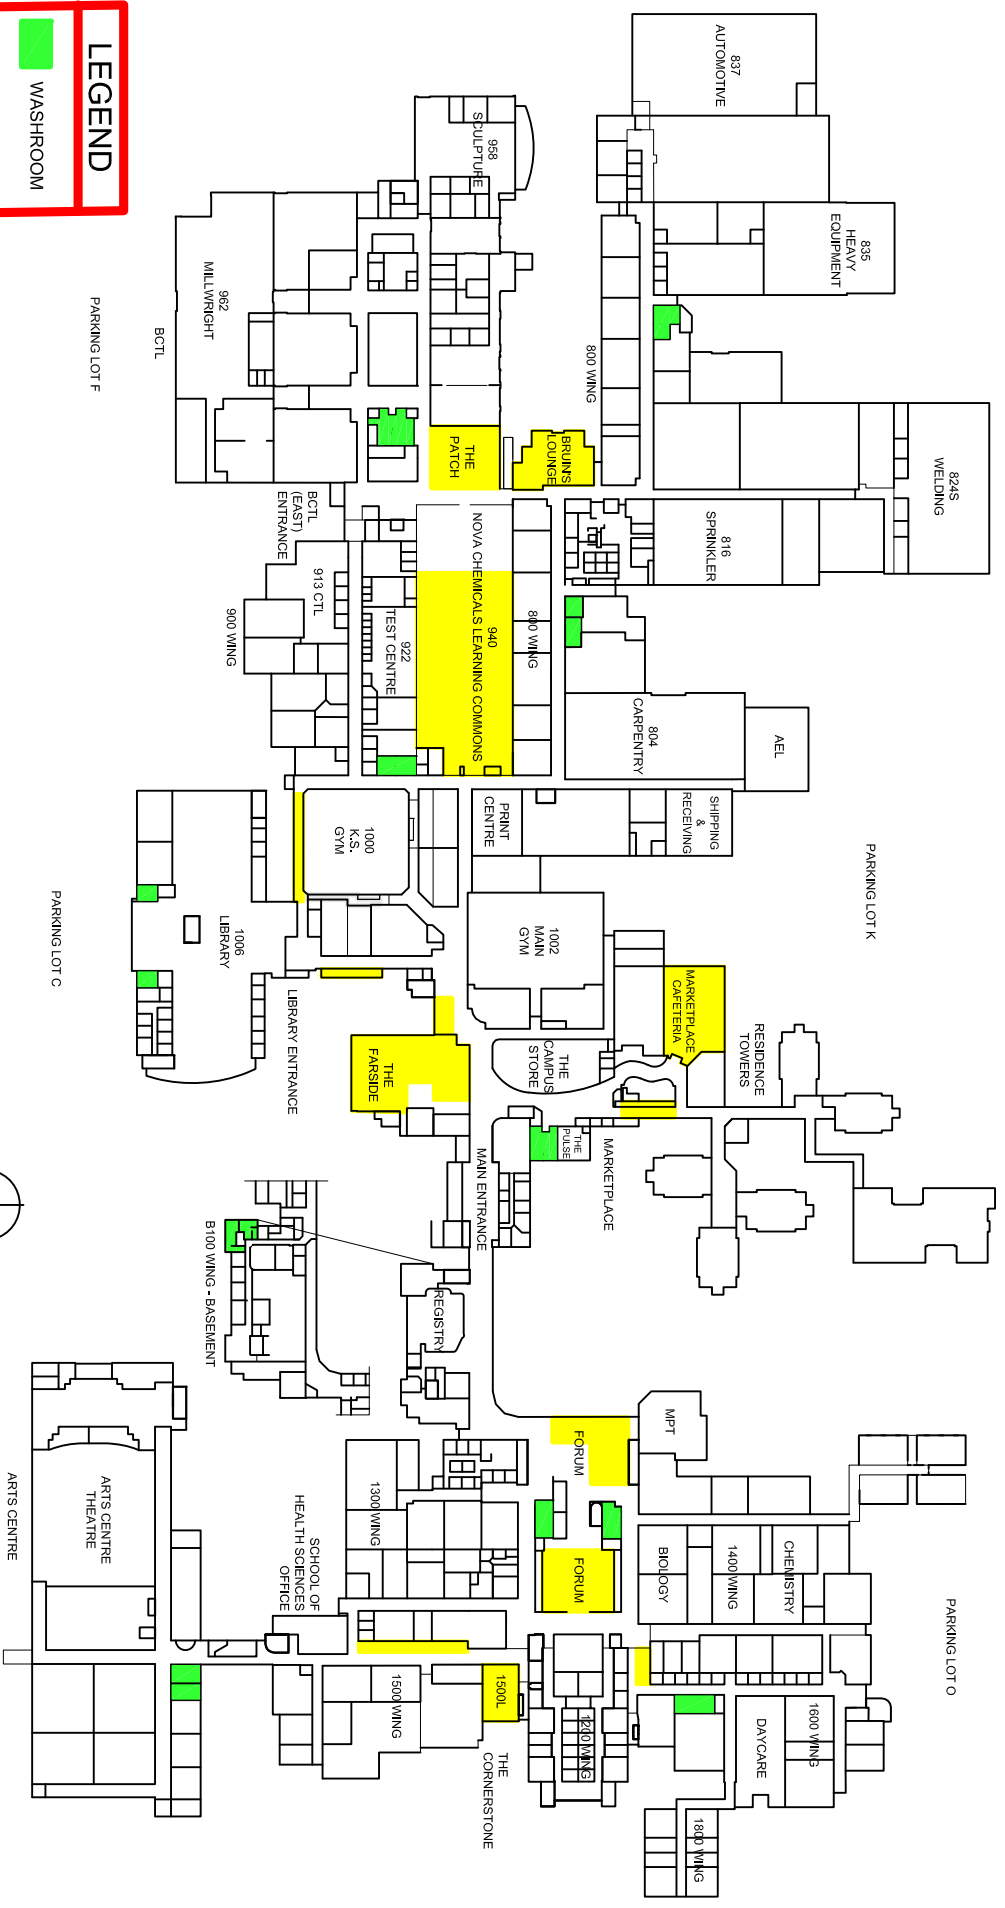 LEGEND
WASHROOM
837
AUTOMOTIVE
835
HEAVY
EQUIPMENT
824S
WELDING
816
SPRINKLER
958
SCULPTURE
800 WING
BRUIN'S
LOUNGE
THE
PATCH
962
MILLWRIGHT
BCTL
PARKING LOT F
BCTL
(EAST)
ENTRANCE
913 CTL
900 WING
922
TEST CENTRE
940
NOVA CHEMICALS LEARNING COMMONS
800 WING
804
CARPENTRY
AEL
SHIPPING
&
RECEIVING
PRINT
CENTRE
1000
K.S.
GYM
1002
MAIN
GYM
PARKING LOT K
1006
LIBRARY
PARKING LOT C
LIBRARY ENTRANCE
MARKETPLACE
CAFETERIA
RESIDENCE
TOWERS
THE
CAMPUS
STORE
THE
FARSIDE
THE
PULSE
MARKETPLACE
MAIN ENTRANCE
B100 WING - BASEMENT
REGISTRY
MPT
FORUM
FORUM
BIOLOGY
1400 WING
CHEMISTRY
PARKING LOT O
1300 WING
SCHOOL OF
HEALTH SCIENCES
OFFICE
ARTS CENTRE
THEATRE
ARTS CENTRE
1500 WING
1500L
THE
CORNERSTONE
1200 WING
DAYCARE
1600 WING
1800 WING